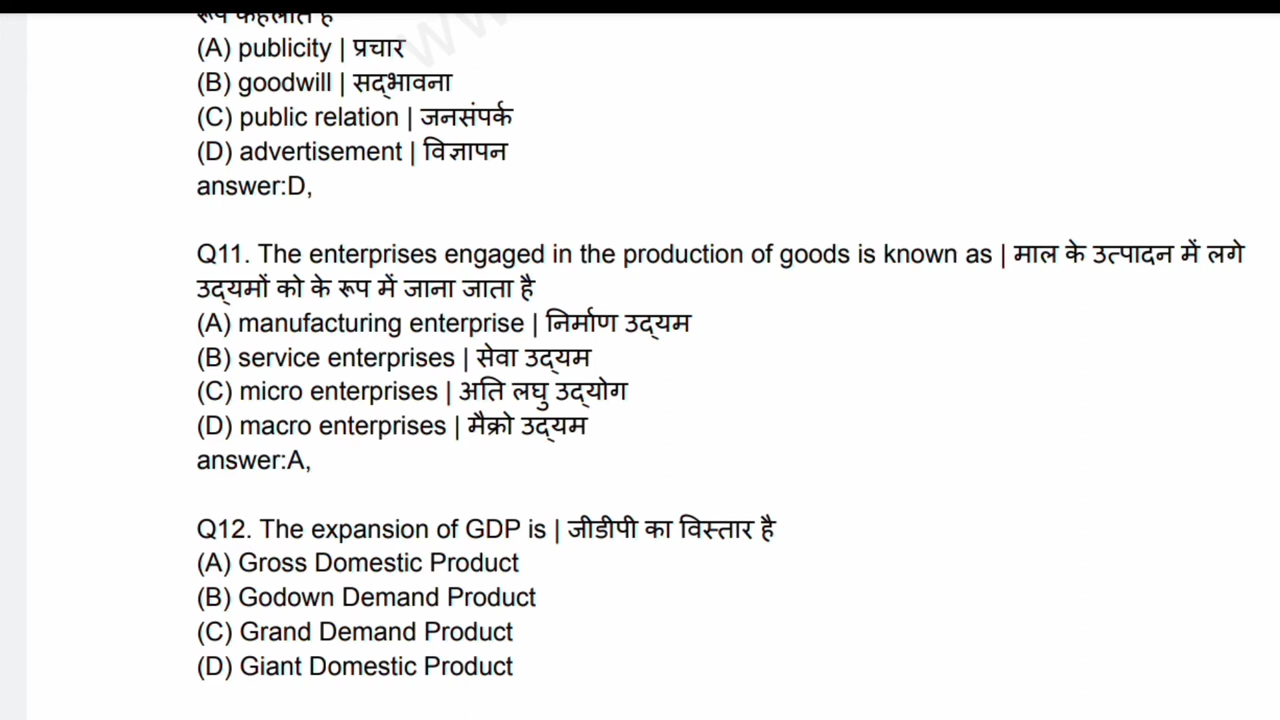 रूप कहलाते हैं
(A) publicity | प्रचार
(B) goodwill | सद्भावना
(C) public relation | जनसंपर्क
(D) advertisement | विज्ञापन
answer:D,
Q11. The enterprises engaged in the production of goods is known as | माल के उत्पादन में लगे
उद्यमों को के रूप में जाना जाता है
(A) manufacturing enterprise | निर्माण उद्यम
(B) service enterprises | सेवा उद्यम
(C) micro enterprises | अति लघु उद्योग
(D) macro enterprises | मैक्रो उद्यम
answer:A,
Q12. The expansion of GDP is | जीडीपी का विस्तार है
(A) Gross Domestic Product
(B) Godown Demand Product
(C) Grand Demand Product
(D) Giant Domestic Product